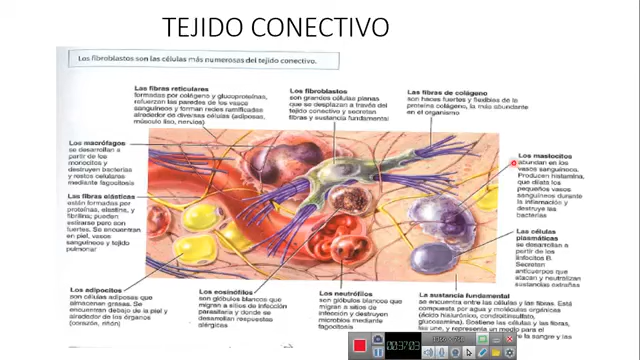 TEJIDO CONECTIVO
Los fibroblastos son las células más numerosas del tejido conectivo.
Las fibras reticulares
formadas por colágeno y glucoproteínas,
refuerzan las paredes de los vasos
sanguíneos y forman redes ramificadas
alrededor de diversas células (adiposas,
músculo liso, nervios)
Los fibroblastos
son grandes células planas
que se desplazan a través del
tejido conectivo y secretan
fibras y sustancia fundamental
Las fibras de colágeno
son haces fuertes y flexibles de la
proteína colágeno, la más abundante
en el organismo
Los macrófagos
se desarrollan a
partir de los
monocitos y
destruyen bacterias
y restos celulares
mediante fagocitosis
Las fibras elásticas
están formadas por
proteínas, elastina, y
fibrilina; pueden
estirarse pero son
fuertes. Se encuentran
en piel, vasos
sanguíneos y tejido
pulmonar
Los mastocitos
abundan en los
vasos sanguíneos.
Producen histamina,
que dilata los
pequeños vasos
sanguíneos durante
la inflamación y
destruye las
bacterias
Las células
plasmáticas
se desarrollan a
partir de los
linfocitos B.
Secretan
anticuerpos que
atacan y neutralizan
sustancias extrañas
Los adipocitos
son células adiposas que
almacenan grasas. Se
encuentran debajo de la piel y
alrededor de los órganos
(corazón, riñón)
Los eosinófilos
son glóbulos blancos que
migran a sitios de infección
parasitaria y donde se
desarrollan respuestas
alérgicas
Los neutrófilos
son glóbulos blancos que
migran a sitios de
infección y destruyen
microbios mediante
fagocitosis
La sustancia fundamental
se encuentra entre las células y las fibras. Está
compuesta por agua y moléculas orgánicas
(ácido hialurónico, condroitinsulfato,
glucosamina). Sostiene las células y las fibras,
las une, y representa un medio para el
la sangre y las